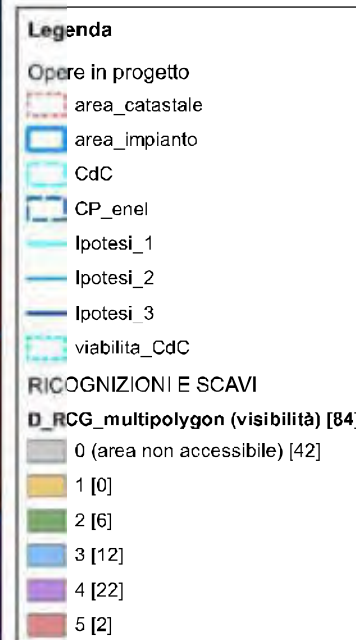 Legenda
Opere in progetto
area_catastale
area_impianto
CdC
CP_enel
Ipotesi_1
Ipotesi_2
Ipotesi_3
viabilita_CdC
RICOGNIZIONI E SCAVI
D_RCG_multipolygon (visibilità) [84]
0 (area non accessibile) [42]
1 [0]
2 [6]
3 [12]
4 [22]
5 [2]